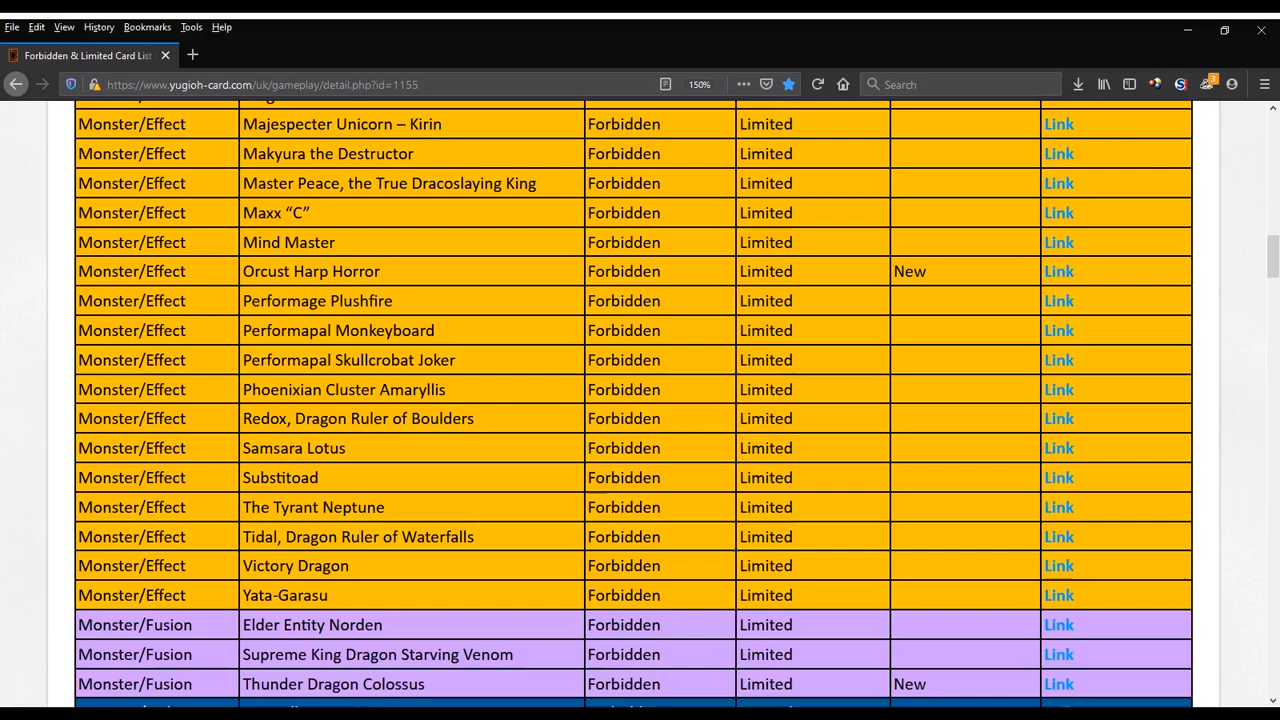 File Edit View History Bookmarks Tools Help
Forbidden & Limited Card List
https://www.yugioh-card.com/uk/gameplay/detail.php?id=1155 150% Search 3
Monster/Effect Majespecter Unicorn – Kirin Forbidden Limited Link
Monster/Effect Makyura the Destructor Forbidden Limited Link
Monster/Effect Master Peace, the True Dracoslaying King Forbidden Limited Link
Monster/Effect Maxx “C” Forbidden Limited Link
Monster/Effect Mind Master Forbidden Limited Link
Monster/Effect Orcust Harp Horror Forbidden Limited New Link
Monster/Effect Performage Plushfire Forbidden Limited Link
Monster/Effect Performapal Monkeyboard Forbidden Limited Link
Monster/Effect Performapal Skullcrobat Joker Forbidden Limited Link
Monster/Effect Phoenixian Cluster Amaryllis Forbidden Limited Link
Monster/Effect Redox, Dragon Ruler of Boulders Forbidden Limited Link
Monster/Effect Samsara Lotus Forbidden Limited Link
Monster/Effect Substitoad Forbidden Limited Link
Monster/Effect The Tyrant Neptune Forbidden Limited Link
Monster/Effect Tidal, Dragon Ruler of Waterfalls Forbidden Limited Link
Monster/Effect Victory Dragon Forbidden Limited Link
Monster/Effect Yata-Garasu Forbidden Limited Link
Monster/Fusion Elder Entity Norden Forbidden Limited Link
Monster/Fusion Supreme King Dragon Starving Venom Forbidden Limited Link
Monster/Fusion Thunder Dragon Colossus Forbidden Limited New Link